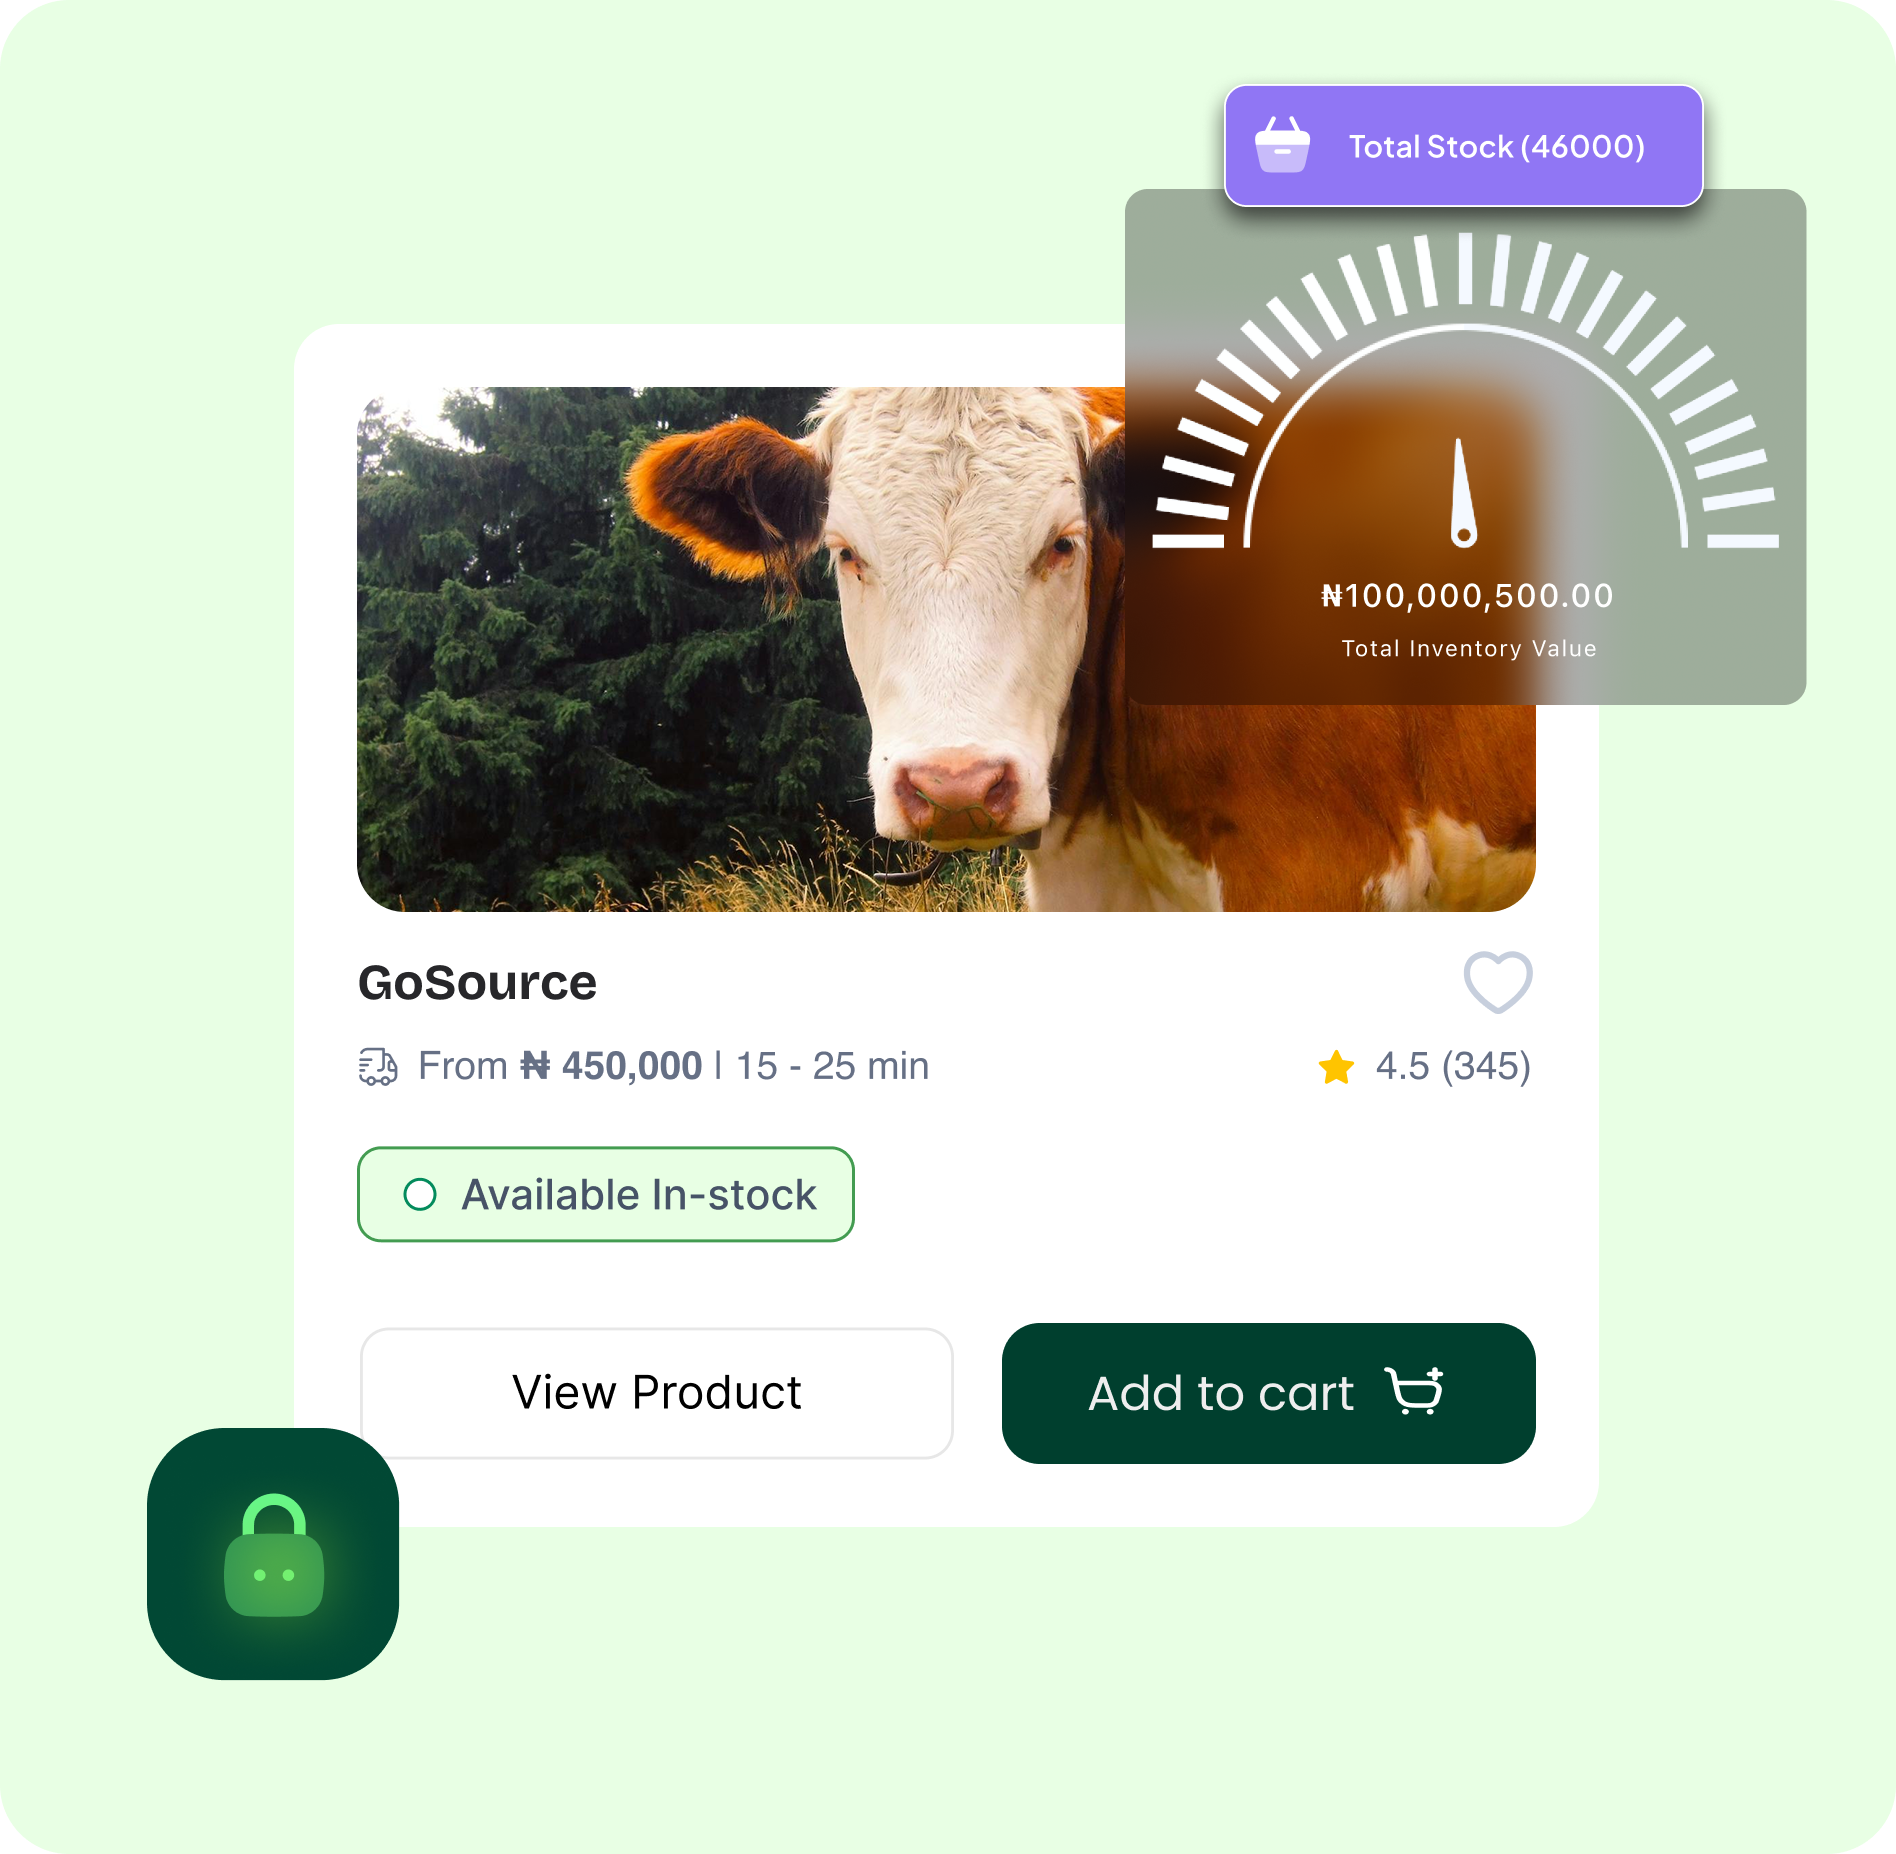 Total Stock (46000)
₦100,000,500.00
Total Inventory Value
GoSource
From ₦ 450,000 | 15 - 25 min
4.5 (345)
Available In-stock
View Product
Add to cart